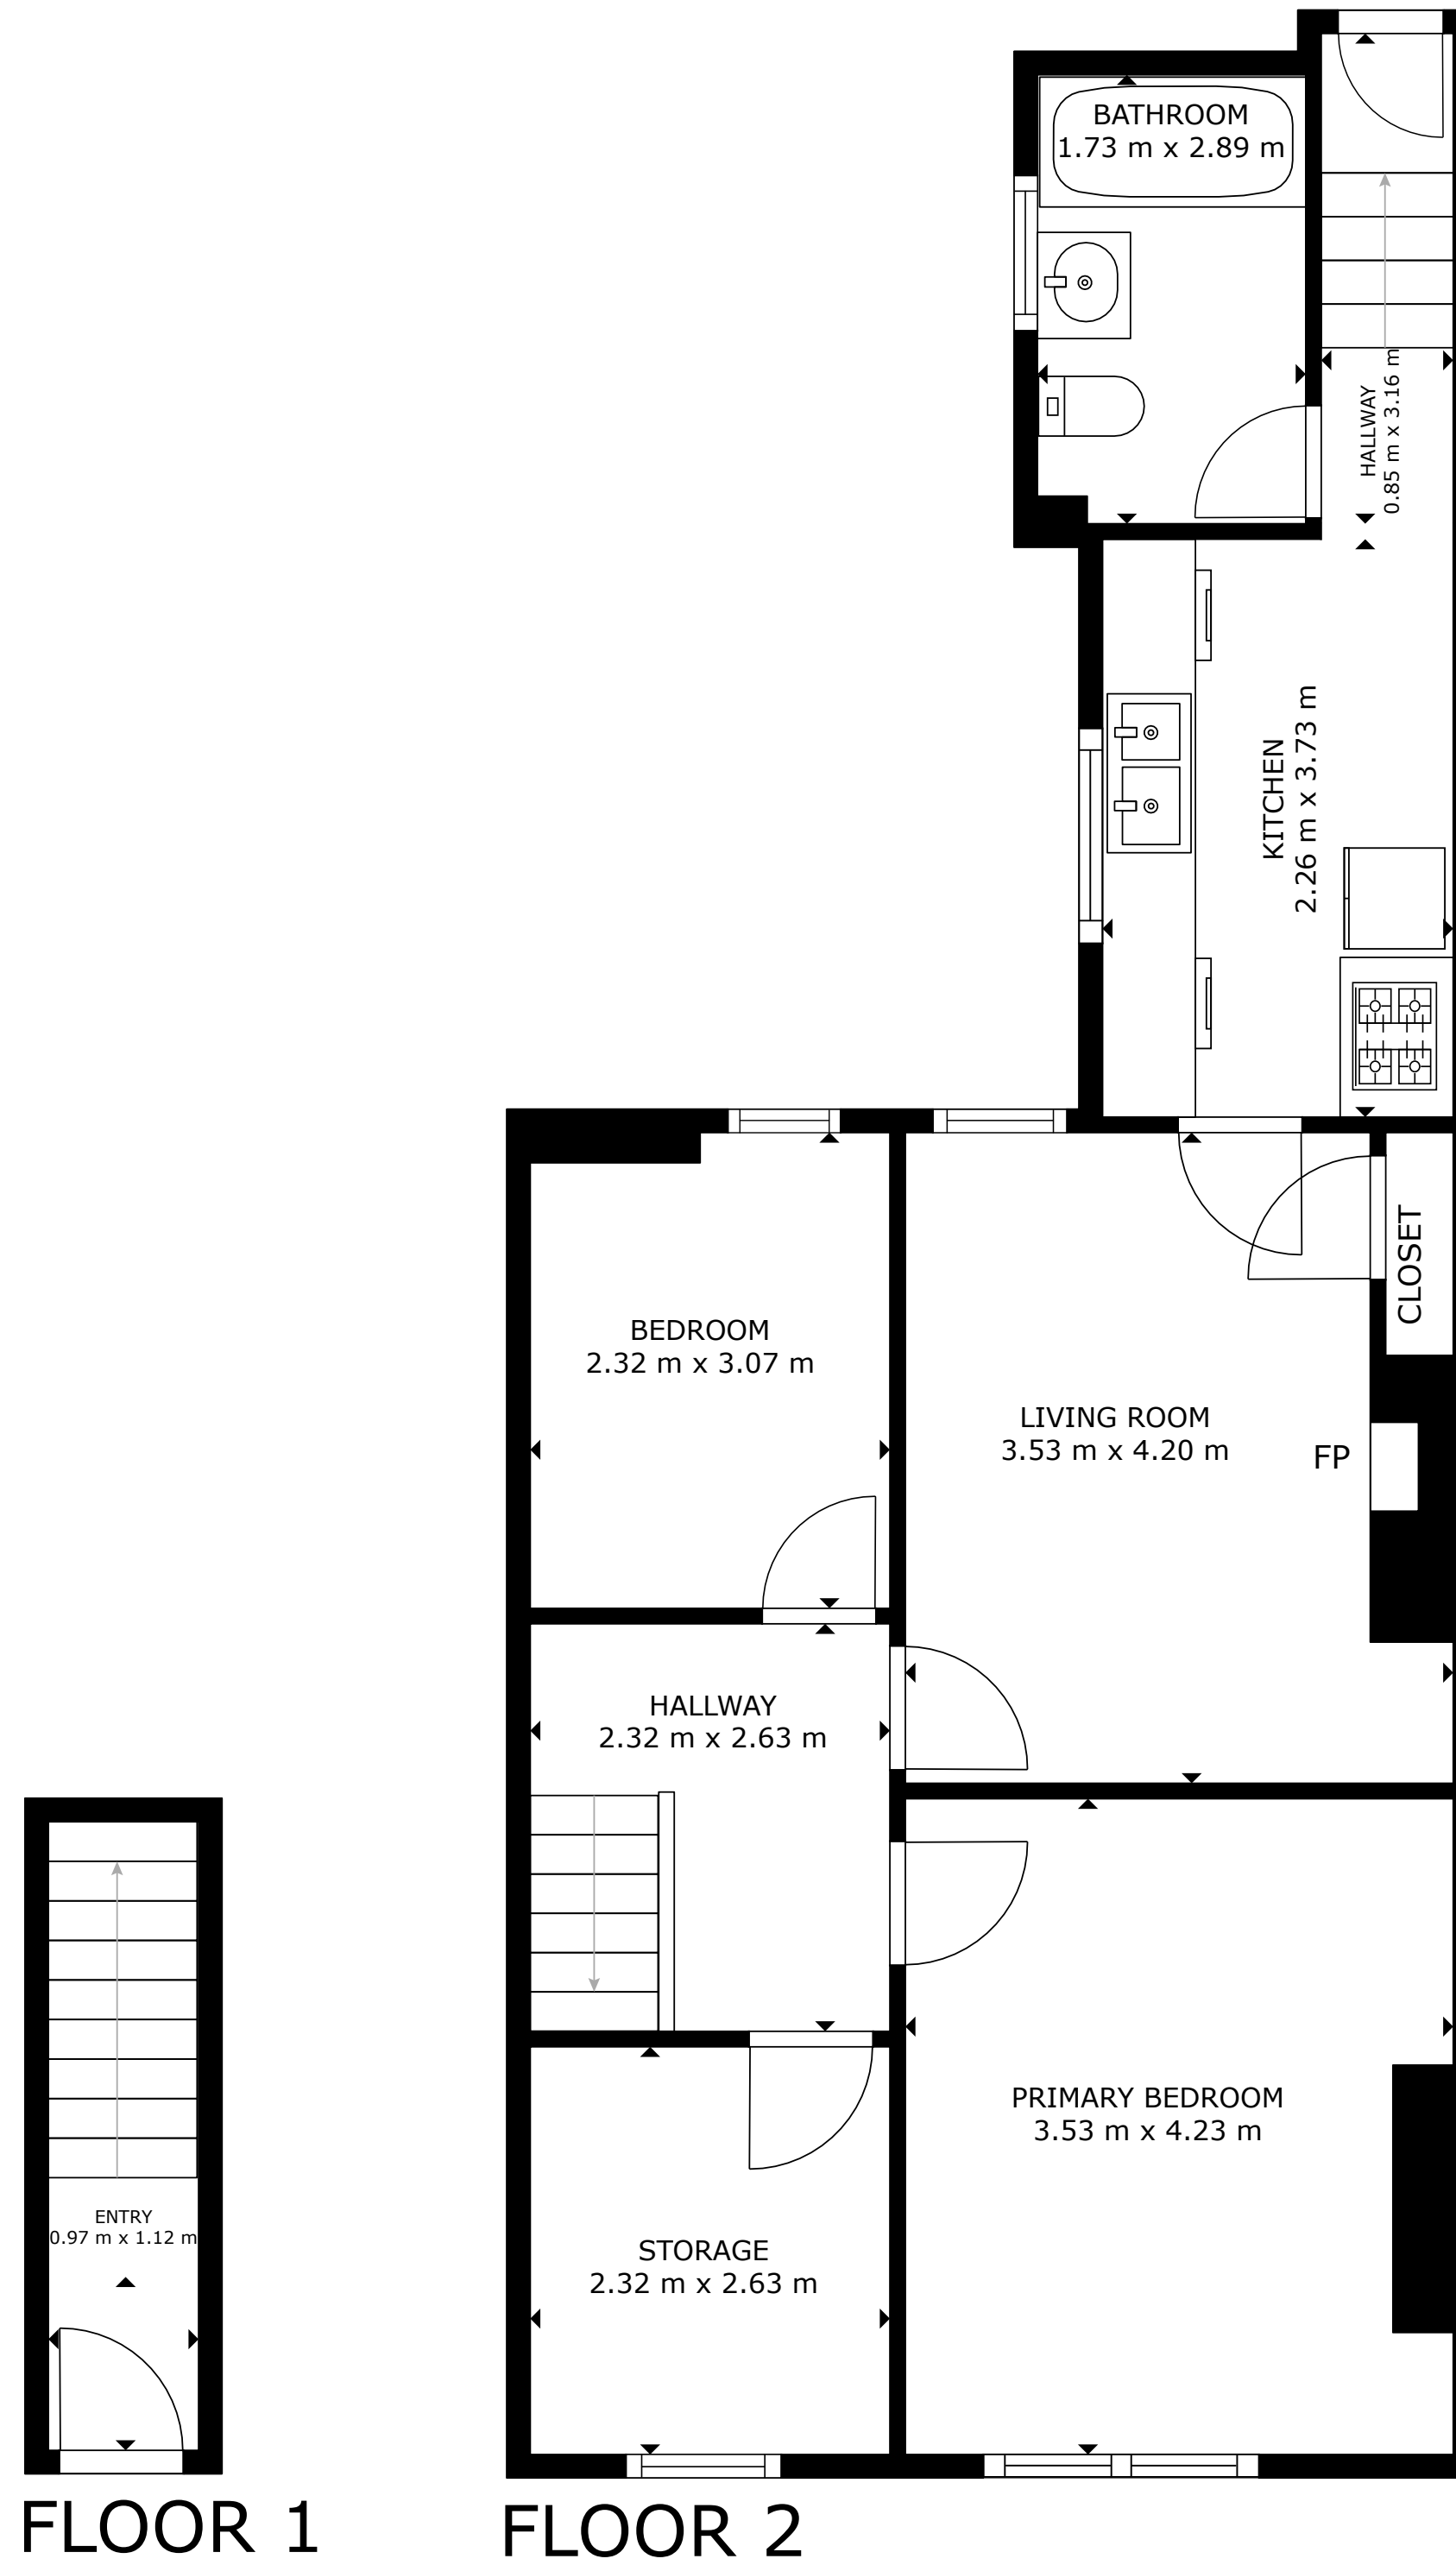 BATHROOM
1.73 m x 2.89 m
HALLWAY
0.85 m x 3.16 m
KITCHEN
2.26 m x 3.73 m
CLOSET
BEDROOM
2.32 m x 3.07 m
LIVING ROOM
3.53 m x 4.20 m
FP
HALLWAY
2.32 m x 2.63 m
PRIMARY BEDROOM
3.53 m x 4.23 m
ENTRY
0.97 m x 1.12 m
STORAGE
2.32 m x 2.63 m
FLOOR 1
FLOOR 2